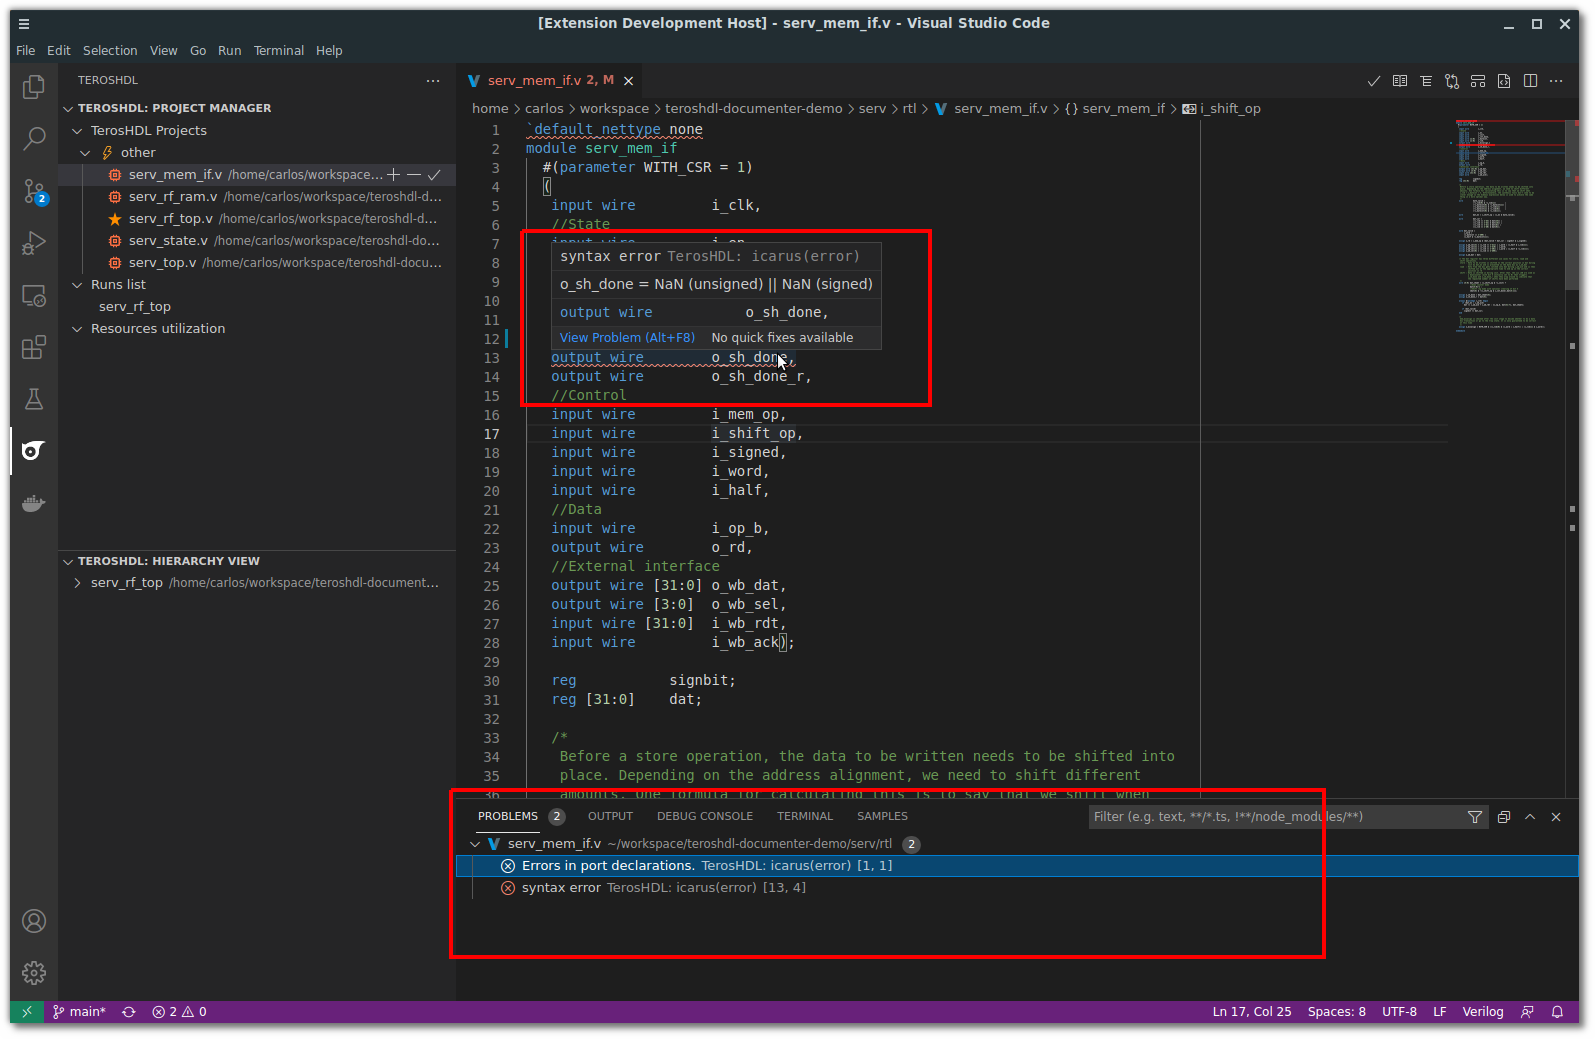 [Extension Development Host] - serv_mem_if.v - Visual Studio Code
File Edit Selection View Go Run Terminal Help
TEROSHDL
TEROSHDL: PROJECT MANAGER
TerosHDL Projects
other
serv_mem_if.v /home/carlos/workspace...
serv_rf_ram.v /home/carlos/workspace/teroshdl-d...
serv_rf_top.v /home/carlos/workspace/teroshdl-d...
serv_state.v /home/carlos/workspace/teroshdl-do...
serv_top.v /home/carlos/workspace/teroshdl-docu...
Runs list
serv_rf_top
Resources utilization
2
TEROSHDL: HIERARCHY VIEW
serv_rf_top /home/carlos/workspace/teroshdl-document...
serv_mem_if.v 2, M
home > carlos > workspace > teroshdl-documenter-demo > serv > rtl > serv_mem_if.v > {} serv_mem_if > i_shift_op
1 `default_nettype none
2 module serv_mem_if
3 #(parameter WITH_CSR = 1)
4 (
5 input wire i_clk,
6 //State
7
8
9
10
11
12
syntax error TerosHDL: icarus(error)
o_sh_done = NaN (unsigned) || NaN (signed)
output wire o_sh_done,
View Problem (Alt+F8) No quick fixes available
13 output wire o_sh_done,
14 output wire o_sh_done_r,
15 //Control
16 input wire i_mem_op,
17 input wire i_shift_op,
18 input wire i_signed,
19 input wire i_word,
20 input wire i_half,
21 //Data
22 input wire i_op_b,
23 output wire o_rd,
24 //External interface
25 output wire [31:0] o_wb_dat,
26 output wire [3:0] o_wb_sel,
27 input wire [31:0] i_wb_rdt,
28 input wire i_wb_ack);
29
30 reg signbit;
31 reg [31:0] dat;
32
33 /*
34 Before a store operation, the data to be written needs to be shifted into
35 place. Depending on the address alignment, we need to shift different
36 amounts. One formula for calculating this is to say that we shift when
PROBLEMS 2 OUTPUT DEBUG CONSOLE TERMINAL SAMPLES
Filter (e.g. text, **/*.ts, !**/node_modules/**)
serv_mem_if.v ~/workspace/teroshdl-documenter-demo/serv/rtl 2
Errors in port declarations. TerosHDL: icarus(error) [1, 1]
syntax error TerosHDL: icarus(error) [13, 4]
main* 2 0
Ln 17, Col 25 Spaces: 8 UTF-8 LF Verilog